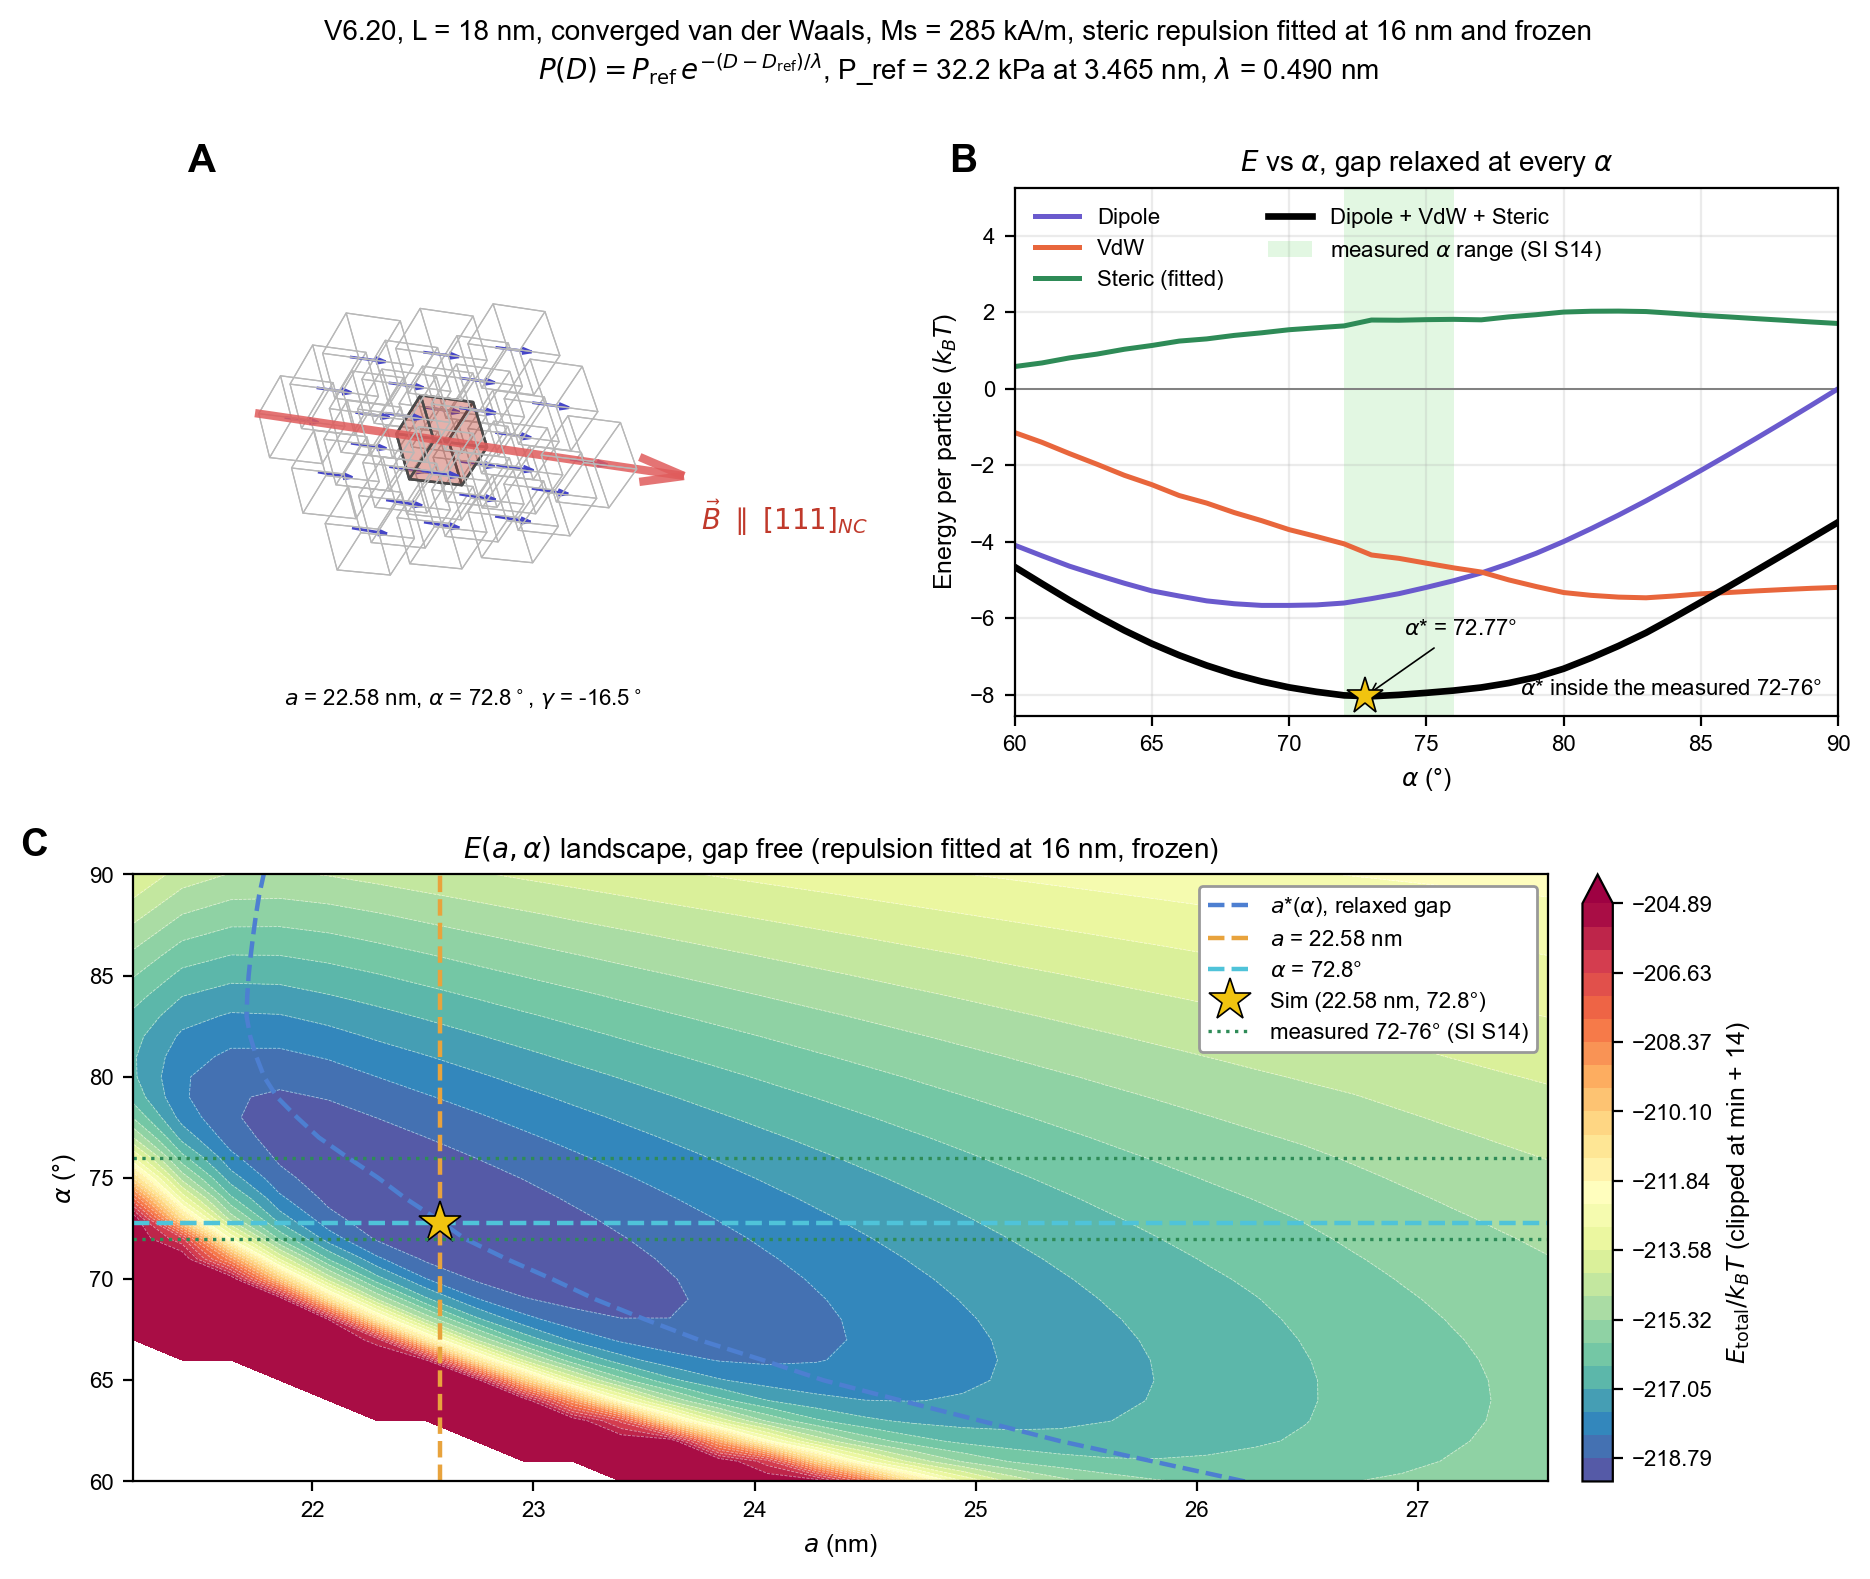 V6.20, L = 18 nm, converged van der Waals, Ms = 285 kA/m, steric repulsion fitted at 16 nm and frozen
P(D) = P_ref e^{-(D - D_ref)/λ}, P_ref = 32.2 kPa at 3.465 nm, λ = 0.490 nm
A
B⃗ ∥ [111]_{NC}
a = 22.58 nm, α = 72.8°, γ = -16.5°
B
E vs α, gap relaxed at every α
Dipole
VdW
Steric (fitted)
Dipole + VdW + Steric
measured α range (SI S14)
α* = 72.77°
α* inside the measured 72-76°
Energy per particle (k_BT)
4
2
0
−2
−4
−6
−8
60 65 70 75 80 85 90
α (°)
C
E(a, α) landscape, gap free (repulsion fitted at 16 nm, frozen)
a*(α), relaxed gap
a = 22.58 nm
α = 72.8°
Sim (22.58 nm, 72.8°)
measured 72-76° (SI S14)
α (°)
90
85
80
75
70
65
60
22 23 24 25 26 27
a (nm)
−204.89
−206.63
−208.37
−210.10
−211.84
−213.58
−215.32
−217.05
−218.79
E_total/k_BT (clipped at min + 14)